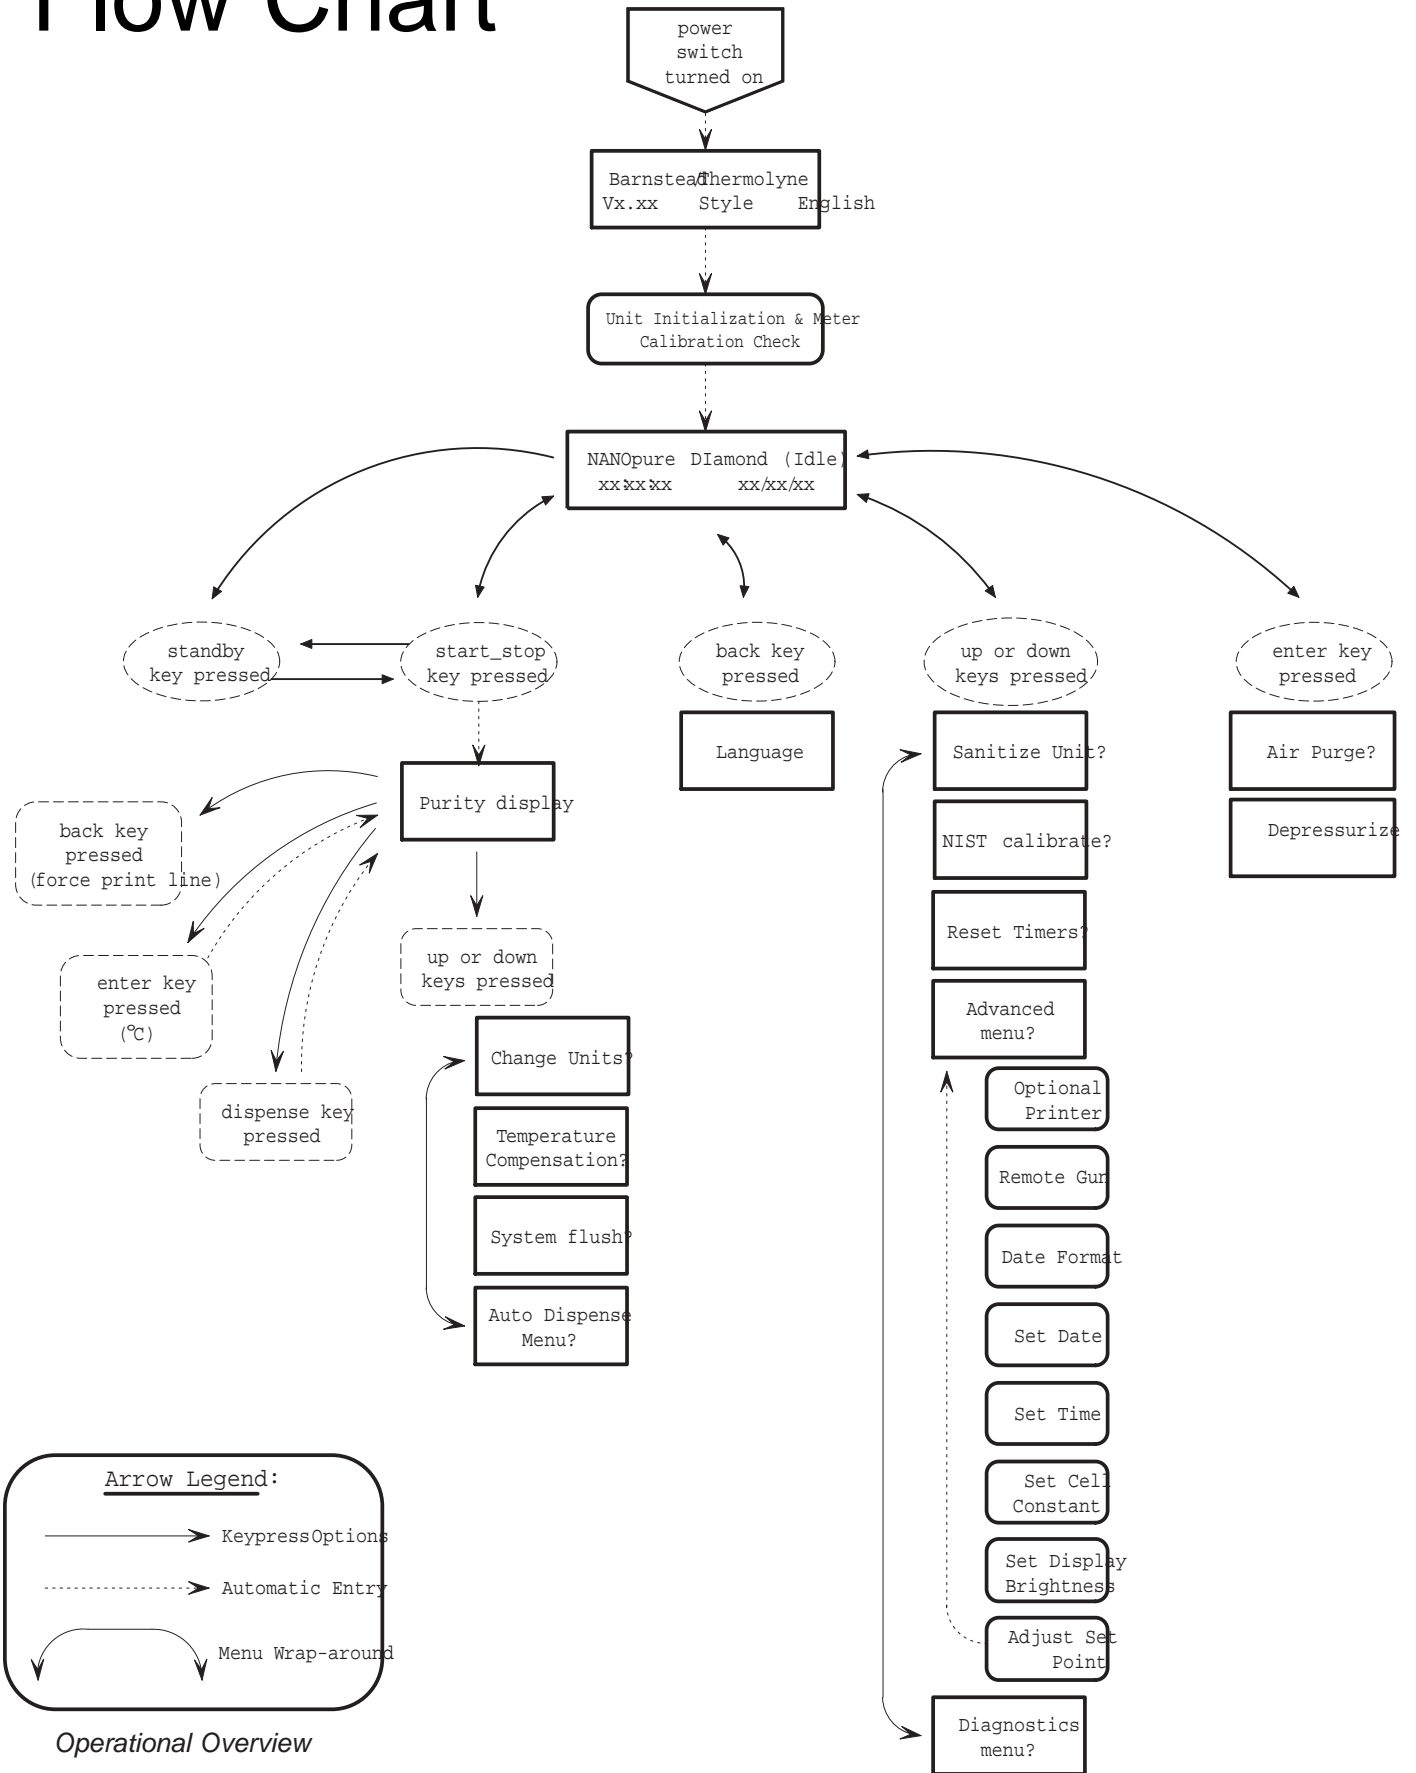 Flow Chart
power
switch
turned on
Barnstead/Thermolyne
Vx.xx Style English
Unit Initialization & Meter
Calibration Check
NANOpure DIamond (Idle)
xx:xx:xx xx/xx/xx
standby
key pressed
start_stop
key pressed
back key
pressed
up or down
keys pressed
enter key
pressed
Language
Sanitize Unit?
NIST calibrate?
Reset Timers?
Advanced
menu?
Optional
Printer
Remote Gun
Date Format
Set Date
Set Time
Set Cell
Constant
Set Display
Brightness
Adjust Set
Point
Diagnostics
menu?
Air Purge?
Depressurize
Purity display
back key
pressed
(force print line)
enter key
pressed
(°C)
dispense key
pressed
up or down
keys pressed
Change Units?
Temperature
Compensation?
System flush?
Auto Dispense
Menu?
Arrow Legend:
Keypress Options
Automatic Entry
Menu Wrap-around
Operational Overview